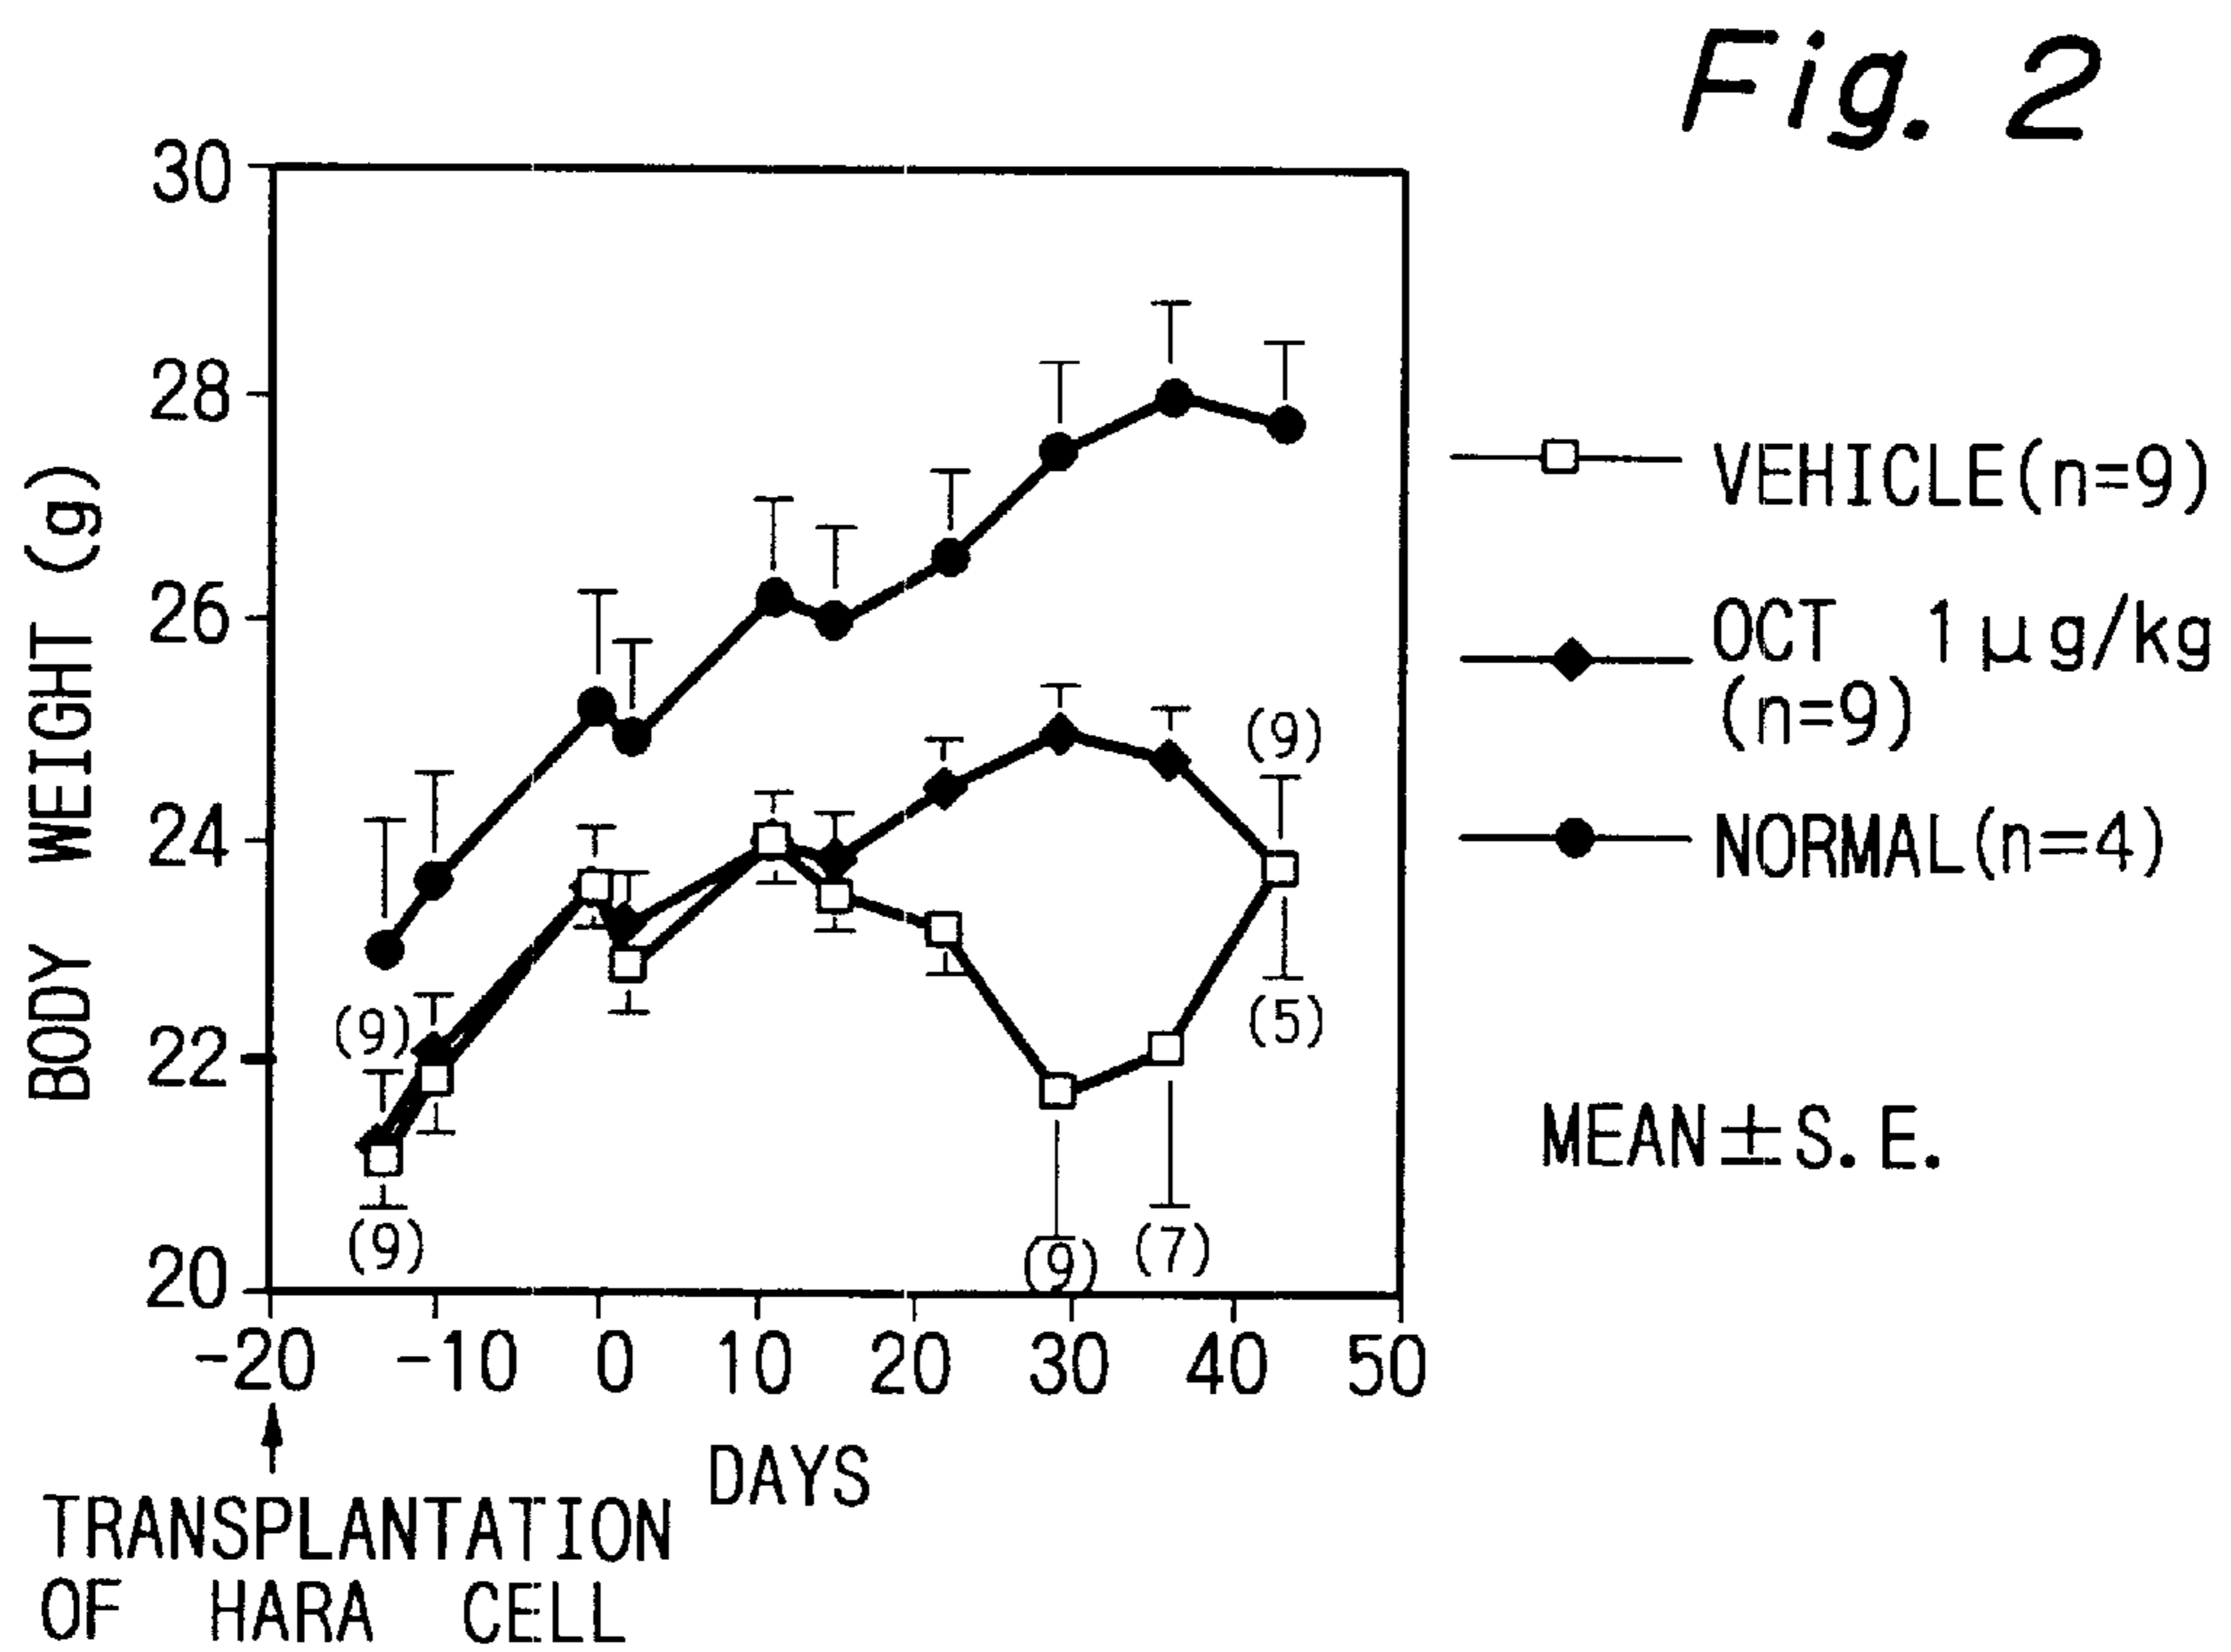 Fig. 2
30
28
26
24
22
20
BODY WEIGHT (g)
-20 -10 0 10 20 30 40 50
DAYS
TRANSPLANTATION
OF HARA CELL
(9)
(9)
(9)
(7)
(9)
(5)
VEHICLE(n=9)
OCT 1μg/kg
(n=9)
NORMAL(n=4)
MEAN±S.E.